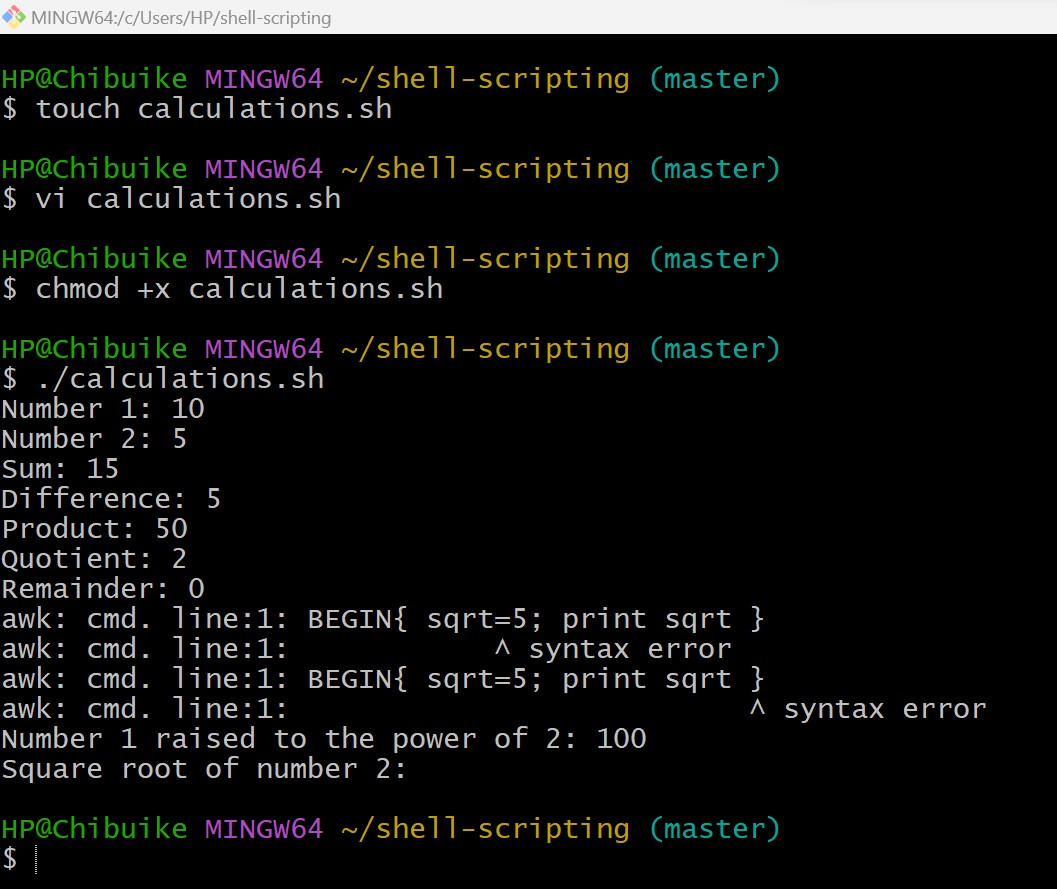 MINGW64:/c/Users/HP/shell-scripting
HP@Chibuike MINGW64 ~/shell-scripting (master)
$ touch calculations.sh
HP@Chibuike MINGW64 ~/shell-scripting (master)
$ vi calculations.sh
HP@Chibuike MINGW64 ~/shell-scripting (master)
$ chmod +x calculations.sh
HP@Chibuike MINGW64 ~/shell-scripting (master)
$ ./calculations.sh
Number 1: 10
Number 2: 5
Sum: 15
Difference: 5
Product: 50
Quotient: 2
Remainder: 0
awk: cmd. line:1: BEGIN{ sqrt=5; print sqrt }
awk: cmd. line:1:            ^ syntax error
awk: cmd. line:1: BEGIN{ sqrt=5; print sqrt }
awk: cmd. line:1:                           ^ syntax error
Number 1 raised to the power of 2: 100
Square root of number 2:
HP@Chibuike MINGW64 ~/shell-scripting (master)
$